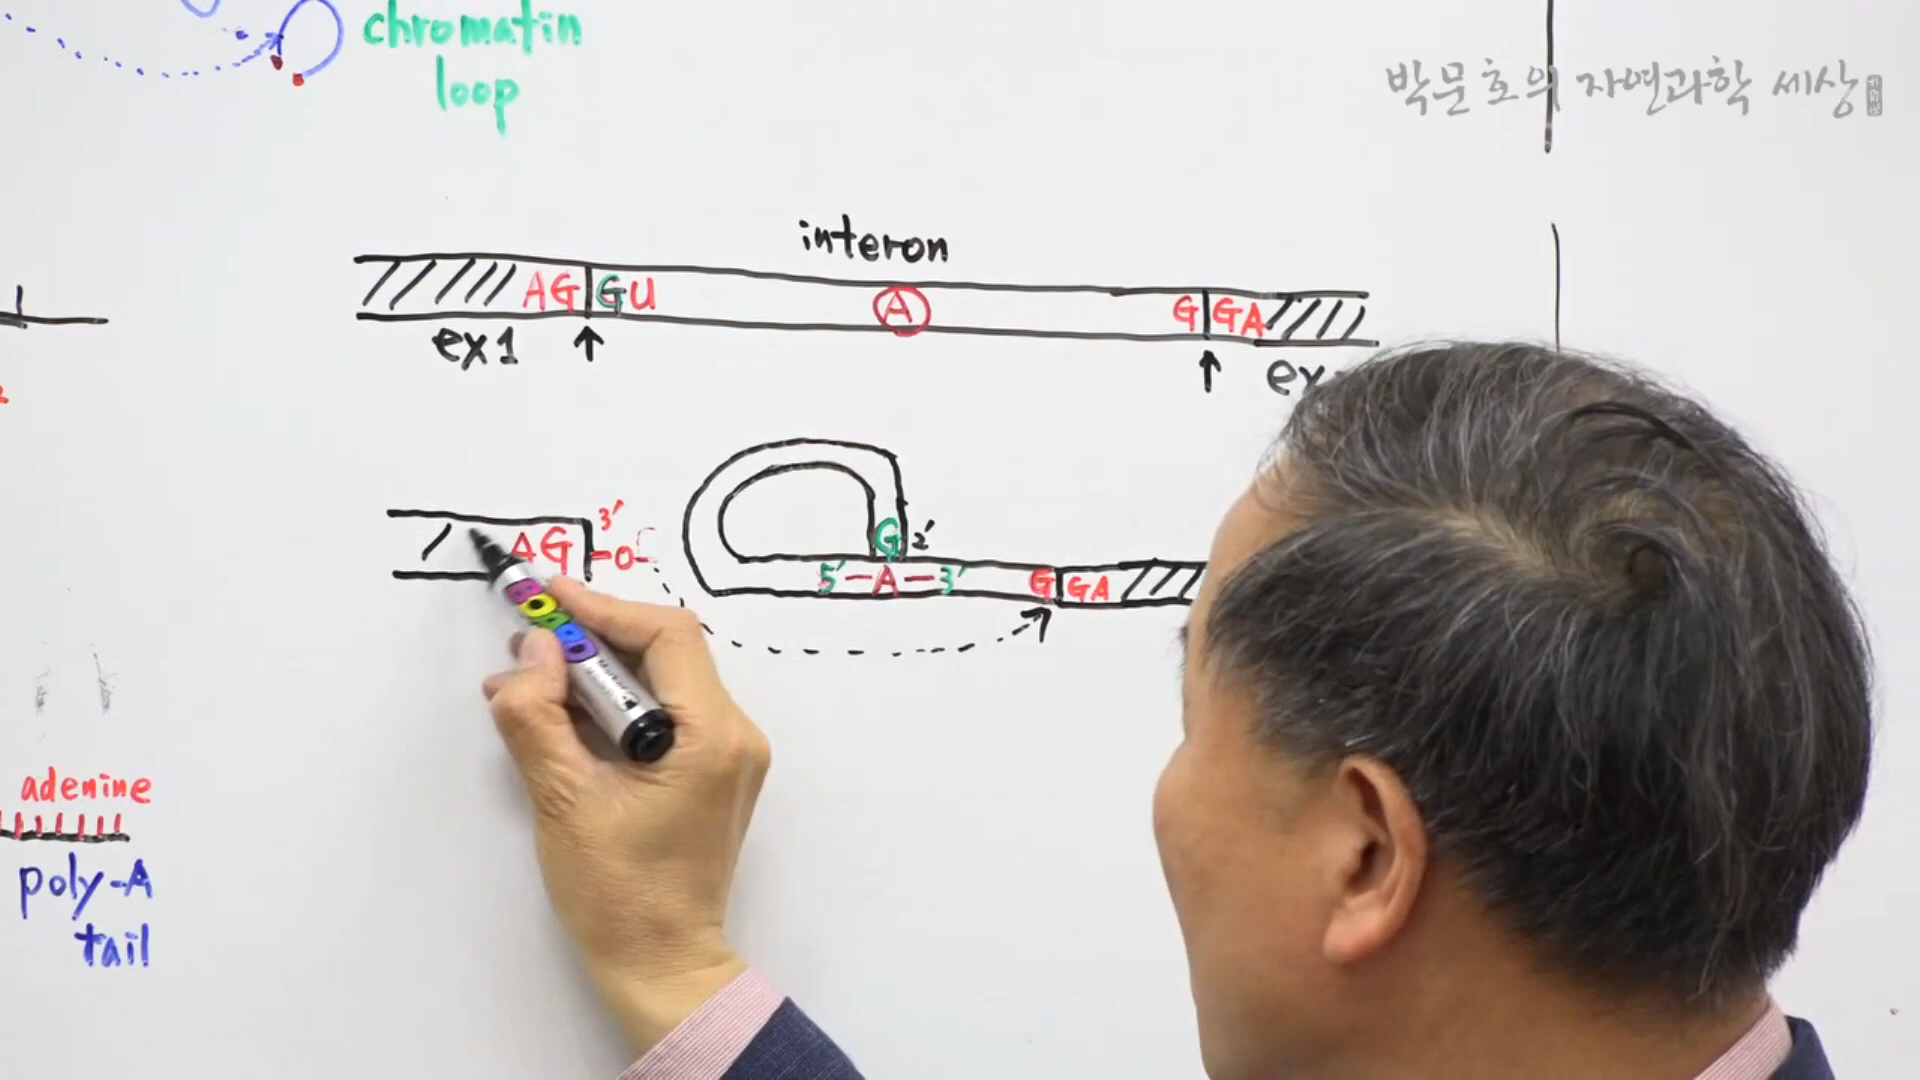 chromatin
loop
박문호의 자연과학 세상
interon
AG GU A G GA
ex1
ex
3'
AG-O-
G 2'
5'-A-3' G GA
adenine
poly-A
tail